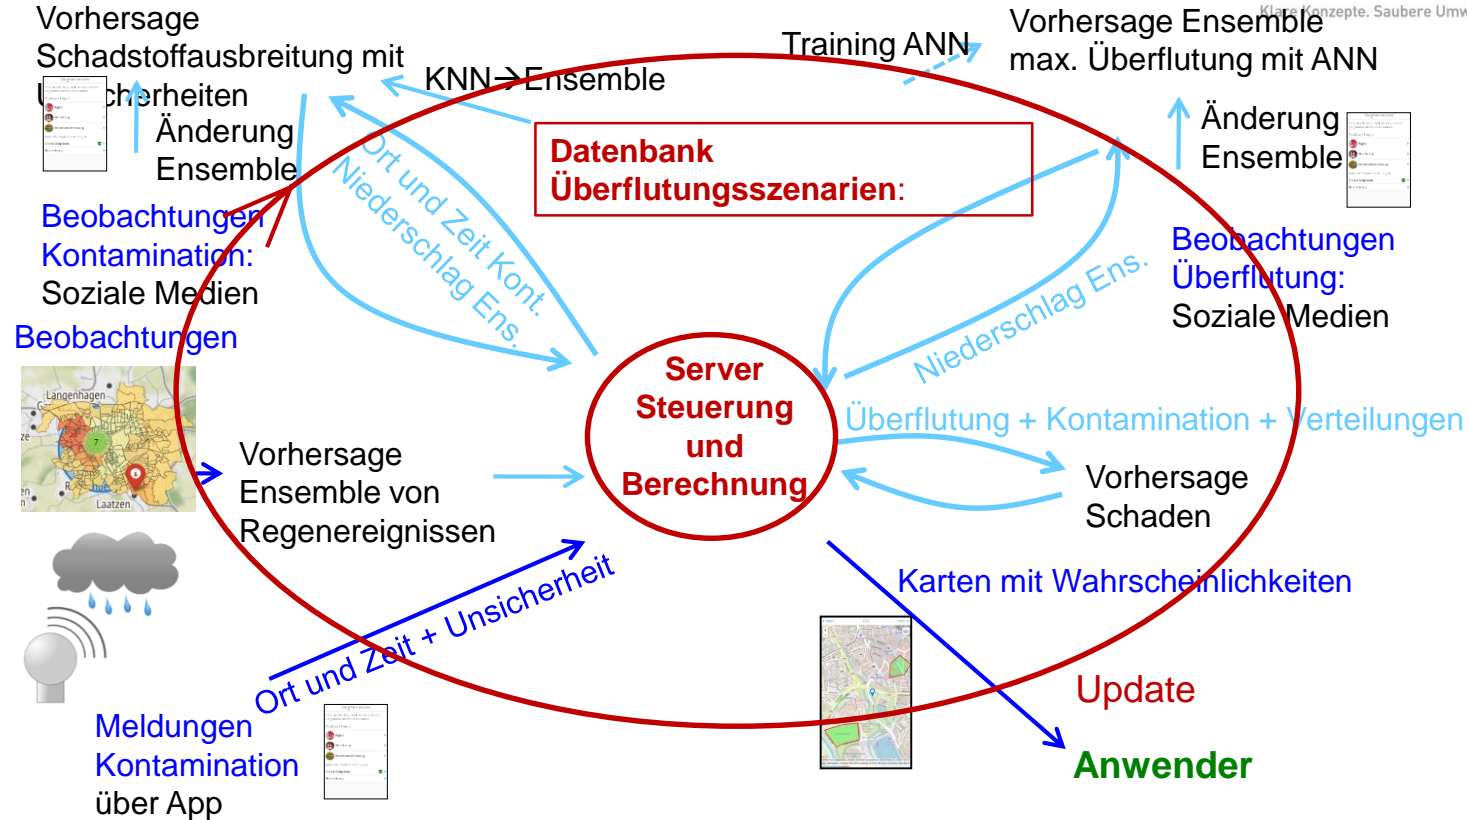 Klare Konzepte. Saubere Umw
Vorhersage
Schadstoffausbreitung mit
Unsicherheiten
Änderung
Ensemble
KNN→Ensemble
Training ANN
Vorhersage Ensemble
max. Überflutung mit ANN
Änderung
Ensemble
Datenbank
Überflutungsszenarien:
Ort und Zeit Kont.
Niederschlag Ens.
Niederschlag Ens.
Beobachtungen
Kontamination:
Soziale Medien
Beobachtungen
Überflutung:
Soziale Medien
Beobachtungen
Langenhagen
7
Laatzen
Vorhersage
Ensemble von
Regenereignissen
Server
Steuerung
und
Berechnung
Überflutung + Kontamination + Verteilungen
Vorhersage
Schaden
Ort und Zeit + Unsicherheit
Karten mit Wahrscheinlichkeiten
Update
Anwender
Meldungen
Kontamination
über App